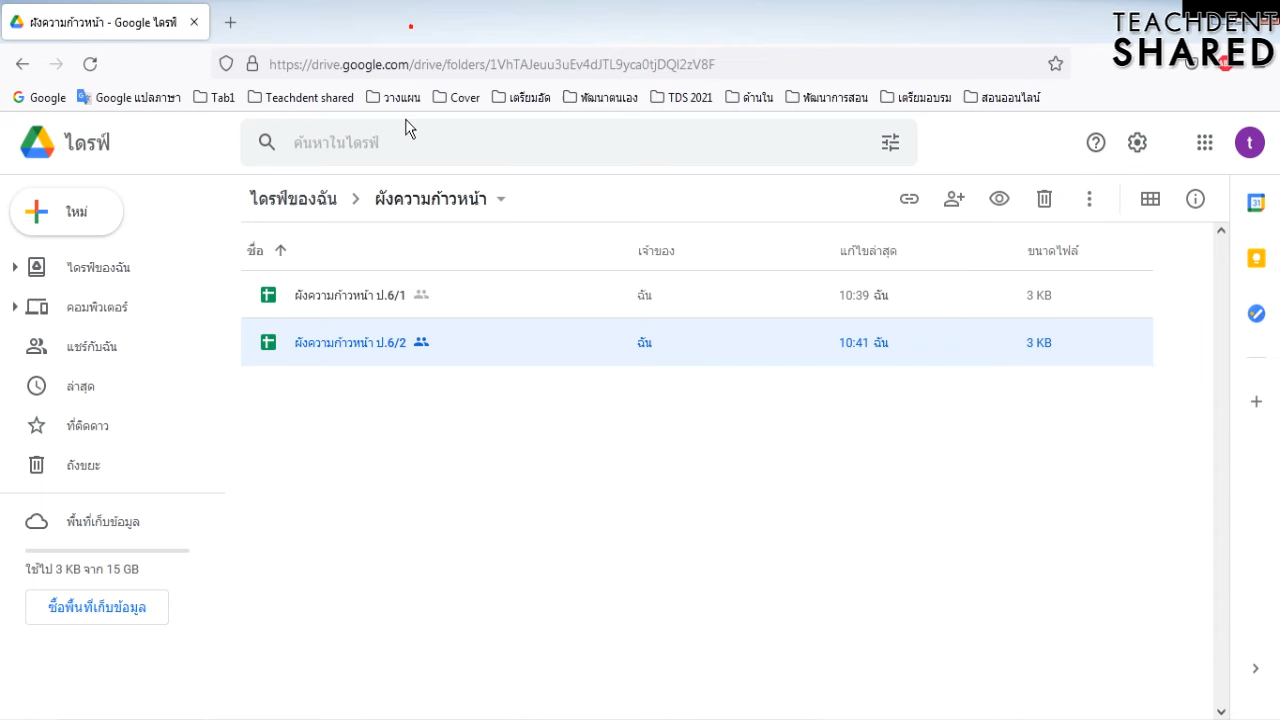 ผังความก้าวหน้า - Google ไดรฟ์
TEACHDENT
SHARED
https://drive.google.com/drive/folders/1VhTAJeuu3uEv4dJTL9yca0tjDQl2zV8F
Google
Google แปลภาษา
Tab1
Teachdent shared
วางแผน
Cover
เตรียมอัด
พัฒนาตนเอง
TDS 2021
ด้านใน
พัฒนาการสอน
เตรียมอบรม
สอนออนไลน์
ไดรฟ์
ค้นหาในไดรฟ์
t
ใหม่
ไดรฟ์ของฉัน
ผังความก้าวหน้า
31
ชื่อ
เจ้าของ
แก้ไขล่าสุด
ขนาดไฟล์
ผังความก้าวหน้า ป.6/1
ฉัน
10:39 ฉัน
3 KB
ผังความก้าวหน้า ป.6/2
ฉัน
10:41 ฉัน
3 KB
ไดรฟ์ของฉัน
คอมพิวเตอร์
แชร์กับฉัน
ล่าสุด
ที่ติดดาว
ถังขยะ
พื้นที่เก็บข้อมูล
ใช้ไป 3 KB จาก 15 GB
ซื้อพื้นที่เก็บข้อมูล